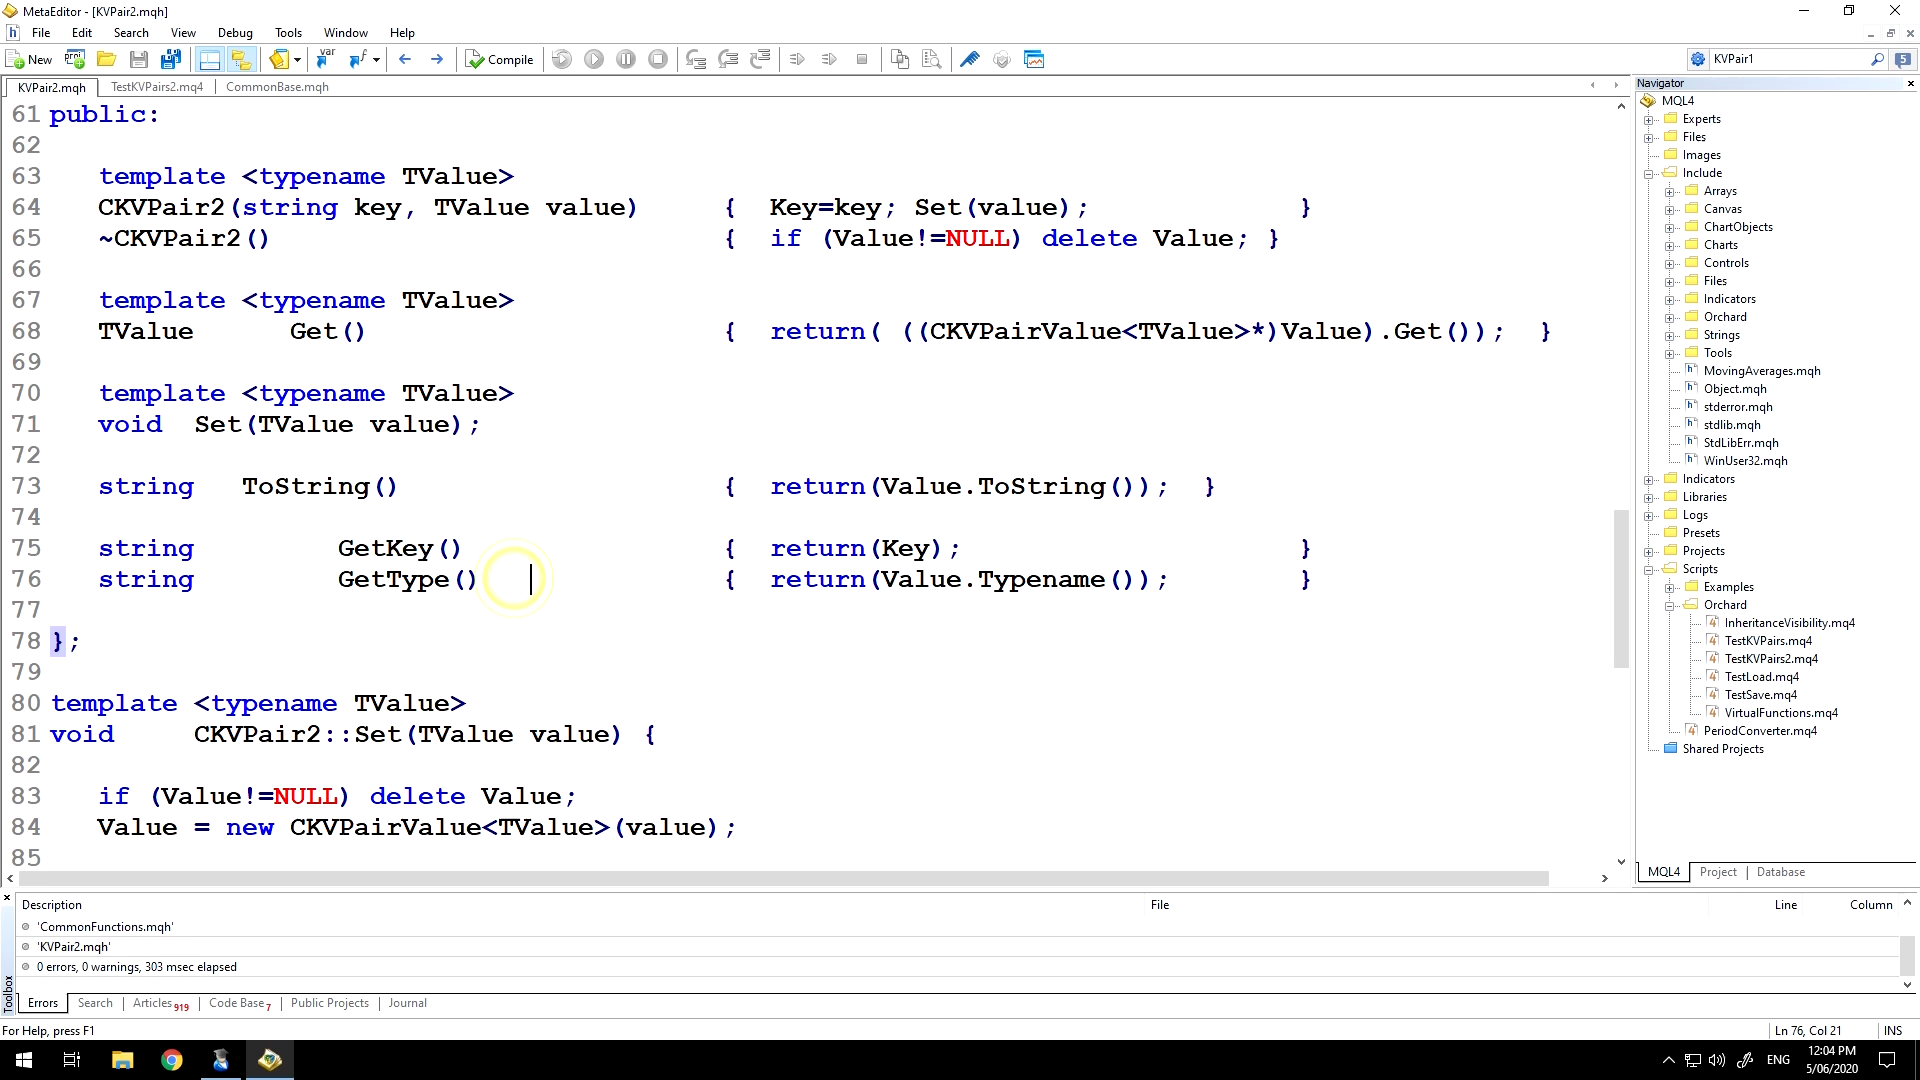 MetaEditor - [KVPair2.mqh]
File Edit Search View Debug Tools Window Help
New Compile KVPair1 5
KVPair2.mqh TestKVPairs2.mq4 CommonBase.mqh
61 public:
62
63 template <typename TValue>
64 CKVPair2(string key, TValue value) { Key=key; Set(value); }
65 ~CKVPair2() { if (Value!=NULL) delete Value; }
66
67 template <typename TValue>
68 TValue Get() { return( ((CKVPairValue<TValue>*)Value).Get()); }
69
70 template <typename TValue>
71 void Set(TValue value);
72
73 string ToString() { return(Value.ToString()); }
74
75 string GetKey() { return(Key); }
76 string GetType() { return(Value.Typename()); }
77
78 };
79
80 template <typename TValue>
81 void CKVPair2::Set(TValue value) {
82
83 if (Value!=NULL) delete Value;
84 Value = new CKVPairValue<TValue>(value);
85
Navigator
MQL4
Experts
Files
Images
Include
Arrays
Canvas
ChartObjects
Charts
Controls
Files
Indicators
Orchard
Strings
Tools
MovingAverages.mqh
Object.mqh
stderror.mqh
stdlib.mqh
StdLibErr.mqh
WinUser32.mqh
Indicators
Libraries
Logs
Presets
Projects
Scripts
Examples
Orchard
InheritanceVisibility.mq4
TestKVPairs.mq4
TestKVPairs2.mq4
TestLoad.mq4
TestSave.mq4
VirtualFunctions.mq4
PeriodConverter.mq4
Shared Projects
MQL4 Project Database
Description File Line Column
'CommonFunctions.mqh'
'KVPair2.mqh'
0 errors, 0 warnings, 303 msec elapsed
Toolbox
Errors Search Articles 919 Code Base 7 Public Projects Journal
For Help, press F1 Ln 76, Col 21 INS
ENG 12:04 PM
5/06/2020